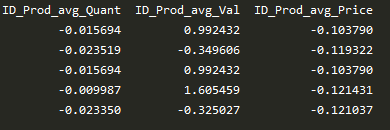 ID_Prod_avg_Quant ID_Prod_avg_Val ID_Prod_avg_Price
-0.015694 0.992432 -0.103790
-0.023519 -0.349606 -0.119322
-0.015694 0.992432 -0.103790
-0.009987 1.605459 -0.121431
-0.023350 -0.325027 -0.121037